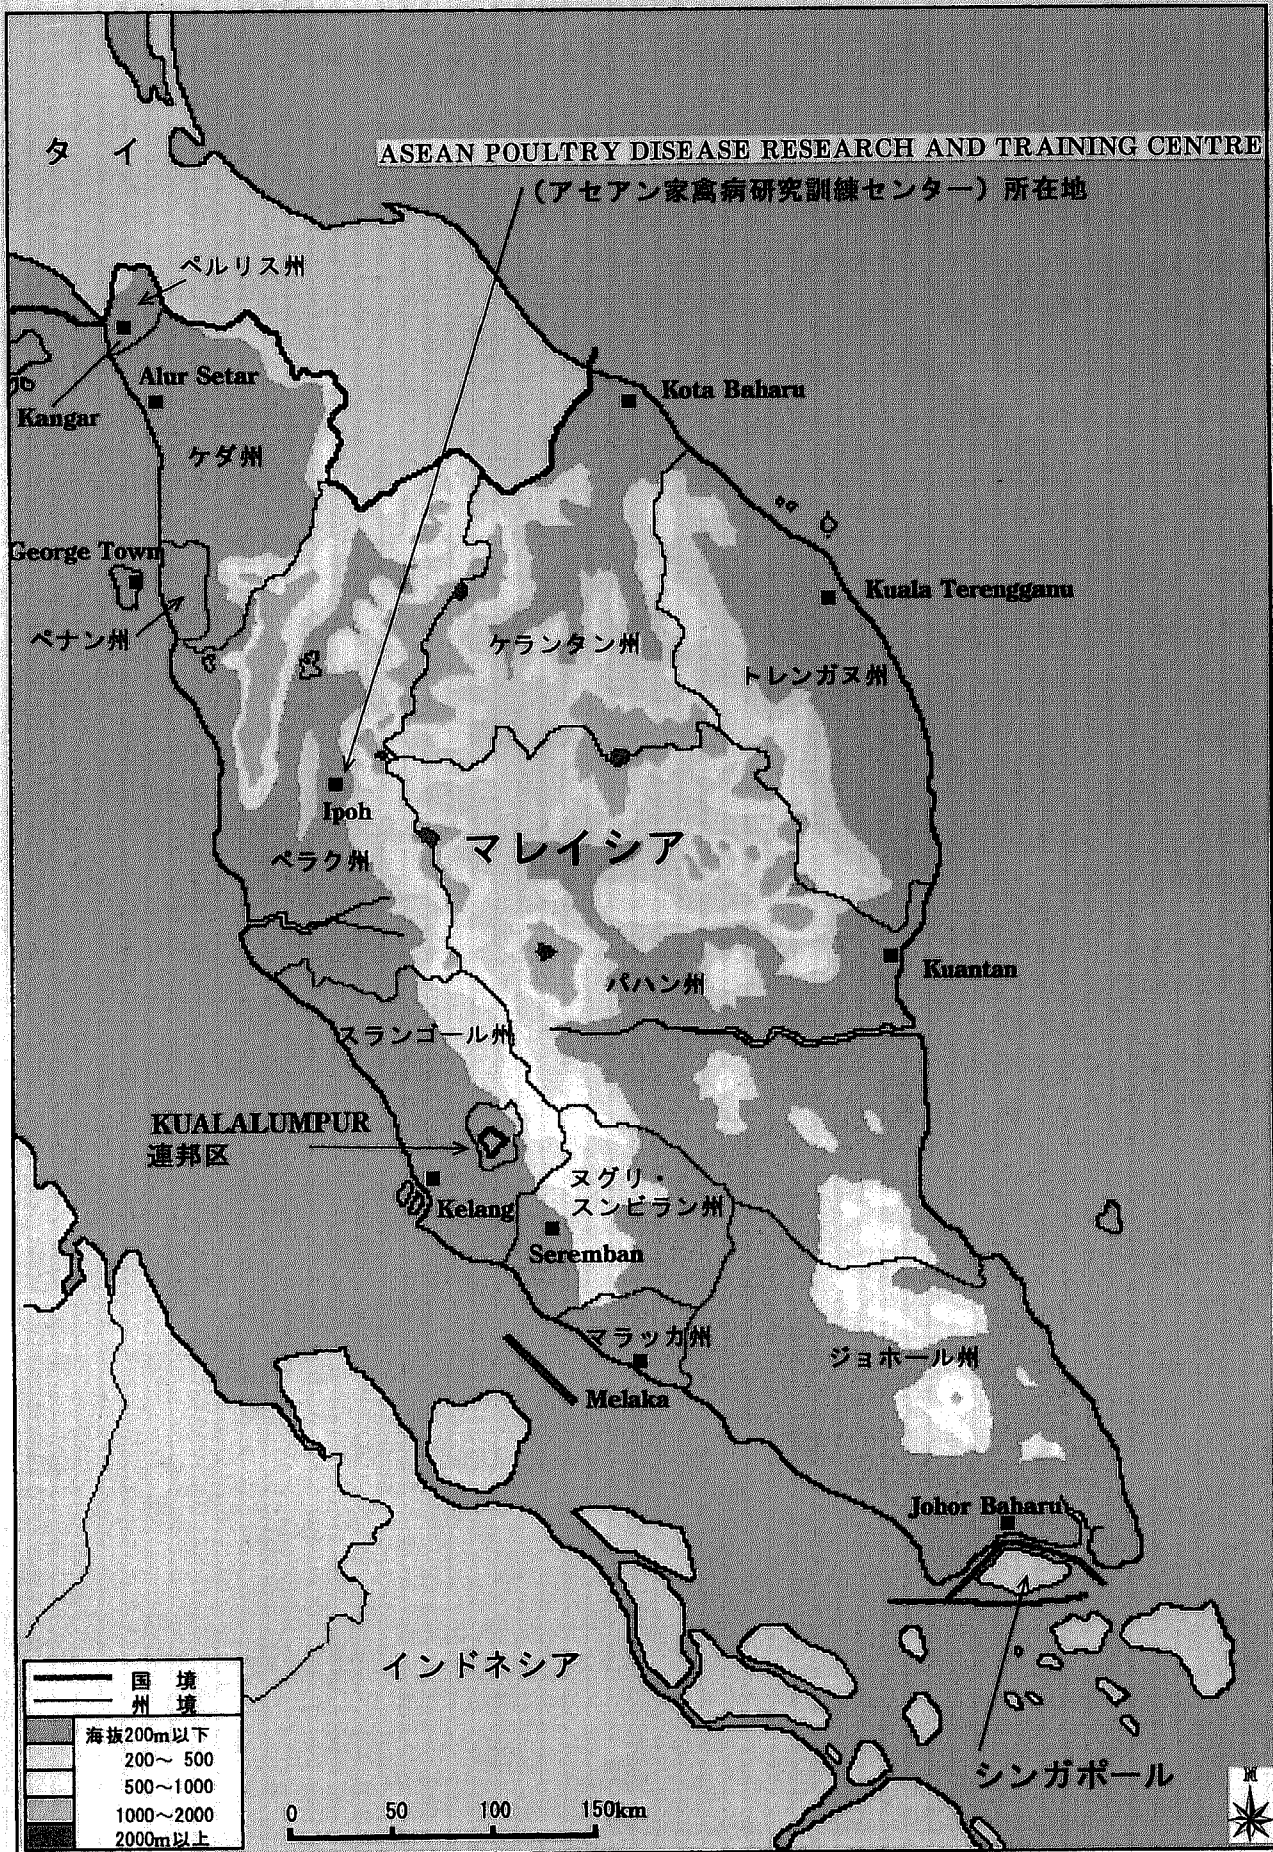 タイ
ASEAN POULTRY DISEASE RESEARCH AND TRAINING CENTRE
（アセアン家禽病研究訓練センター）所在地
ペルリス州
Alur Setar
Kangar
Kota Baharu
ケダ州
George Town
Kuala Terengganu
ペナン州
ケランタン州
トレンガヌ州
Ipoh
マレイシア
ペラク州
Kuantan
パハン州
スランゴール州
KUALALUMPUR
連邦区
ヌグリ・
スンビラン州
Kelang
Seremban
マラッカ州
ジョホール州
Melaka
Johor Baharu
インドネシア
シンガポール
国境
州境
海抜200m以下
200～500
500～1000
1000～2000
2000m以上
0 50 100 150km
N